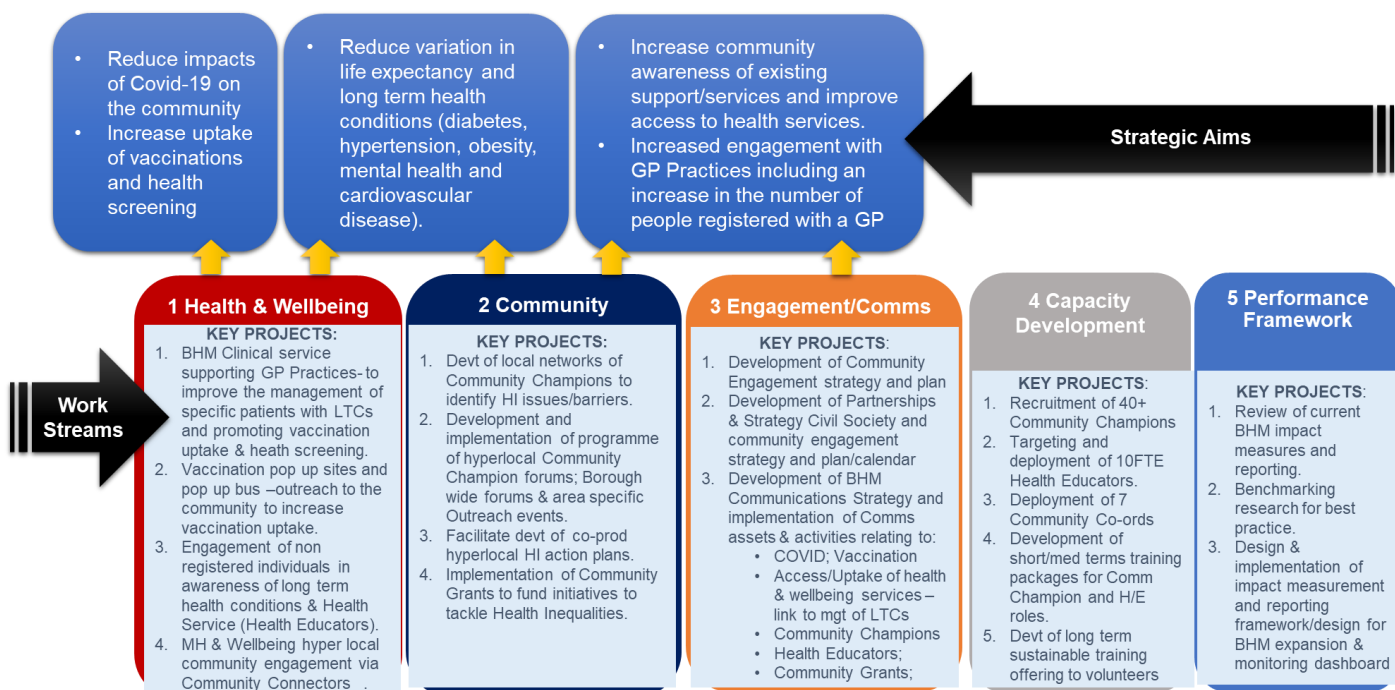 • Reduce impacts
of Covid-19 on
the community
• Increase uptake
of vaccinations
and health
screening
• Reduce variation in
life expectancy and
long term health
conditions (diabetes,
hypertension, obesity,
mental health and
cardiovascular
disease).
• Increase community
awareness of existing
support/services and improve
access to health services.
• Increased engagement with
GP Practices including an
increase in the number of
people registered with a GP
Strategic Aims
Work
Streams
1 Health & Wellbeing
KEY PROJECTS:
1. BHM Clinical service
supporting GP Practices- to
improve the management of
specific patients with LTCs
and promoting vaccination
uptake & heath screening.
2. Vaccination pop up sites and
pop up bus –outreach to the
community to increase
vaccination uptake.
3. Engagement of non
registered individuals in
awareness of long term
health conditions & Health
Service (Health Educators).
4. MH & Wellbeing hyper local
community engagement via
Community Connectors .
2 Community
KEY PROJECTS:
1. Devt of local networks of
Community Champions to
identify HI issues/barriers.
2. Development and
implementation of programme
of hyperlocal Community
Champion forums; Borough
wide forums & area specific
Outreach events.
3. Facilitate devt of co-prod
hyperlocal HI action plans.
4. Implementation of Community
Grants to fund initiatives to
tackle Health Inequalities.
3 Engagement/Comms
KEY PROJECTS:
1. Development of Community
Engagement strategy and plan
2. Development of Partnerships
& Strategy Civil Society and
community engagement
strategy and plan/calendar
3. Development of BHM
Communications Strategy and
implementation of Comms
assets & activities relating to:
• COVID; Vaccination
• Access/Uptake of health
& wellbeing services –
link to mgt of LTCs
• Community Champions
• Health Educators;
• Community Grants;
4 Capacity
Development
KEY PROJECTS:
1. Recruitment of 40+
Community Champions
2. Targeting and
deployment of 10FTE
Health Educators.
3. Deployment of 7
Community Co-ords
4. Development of
short/med terms training
packages for Comm
Champion and H/E
roles.
5. Devt of long term
sustainable training
offering to volunteers
5 Performance
Framework
KEY PROJECTS:
1. Review of current
BHM impact
measures and
reporting.
2. Benchmarking
research for best
practice.
3. Design &
implementation of
impact measurement
and reporting
framework/design for
BHM expansion &
monitoring dashboard